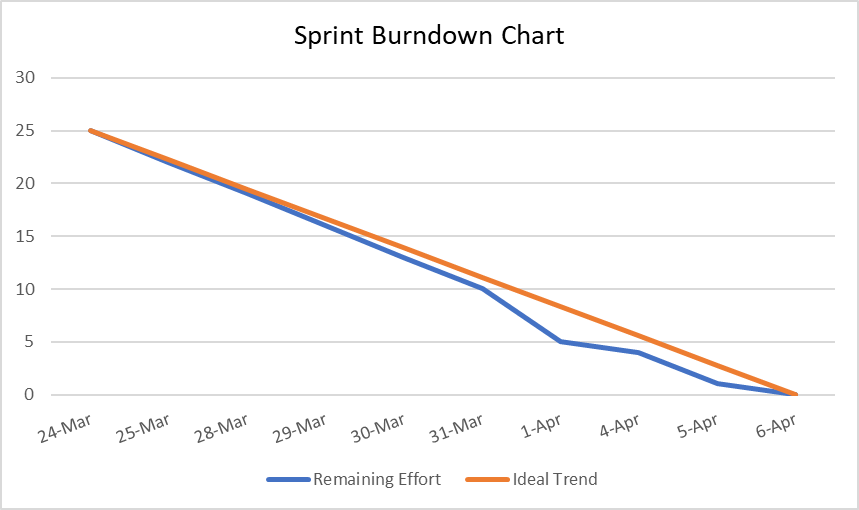 Sprint Burndown Chart
30
25
20
15
10
5
0
24-Mar 25-Mar 28-Mar 29-Mar 30-Mar 31-Mar 1-Apr 4-Apr 5-Apr 6-Apr
Remaining Effort Ideal Trend